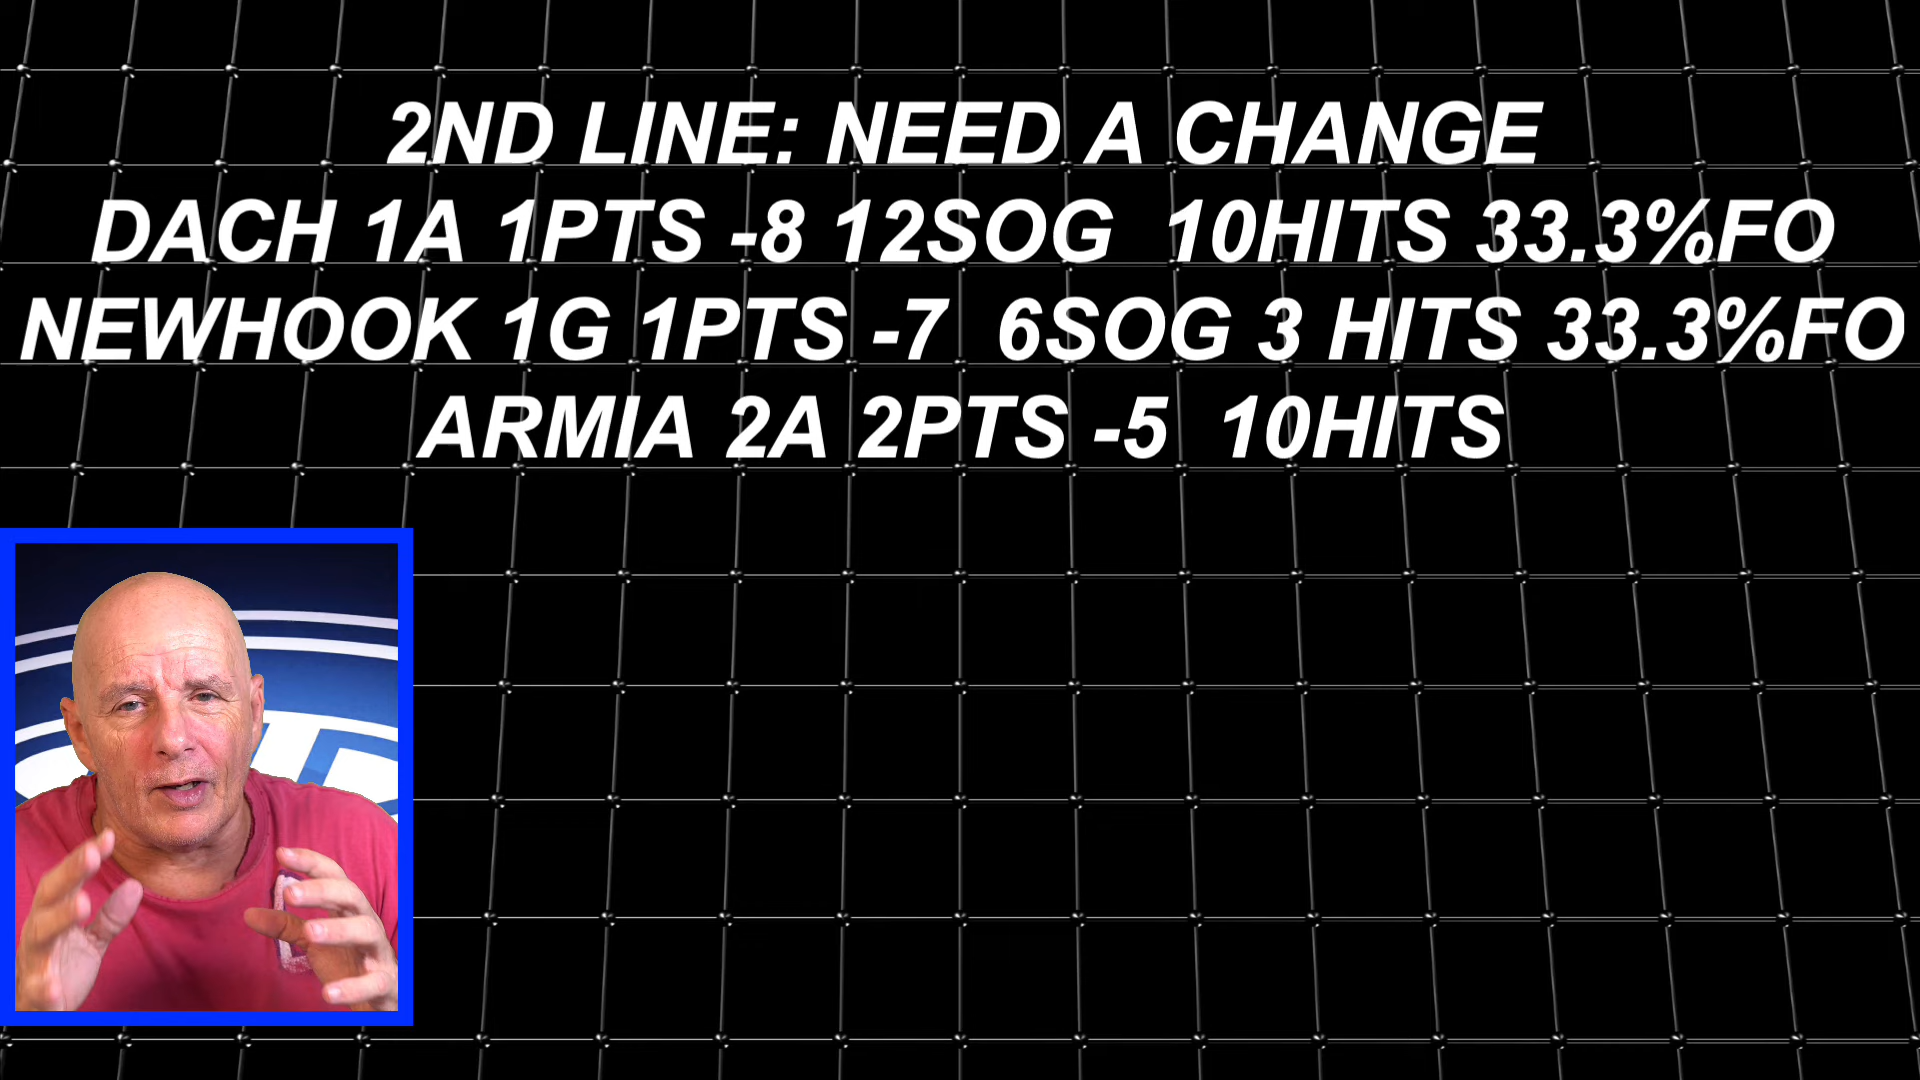 2ND LINE: NEED A CHANGE
DACH 1A 1PTS -8 12SOG 10HITS 33.3%FO
NEWHOOK 1G 1PTS -7 6SOG 3 HITS 33.3%FO
ARMIA 2A 2PTS -5 10HITS